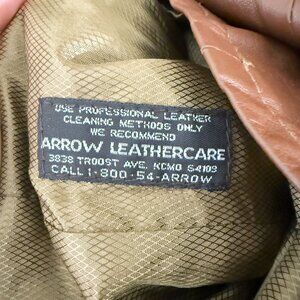 USE PROFESSIONAL LEATHER
CLEANING METHODS ONLY
WE RECOMMEND
ARROW LEATHERCARE
3838 TROOST AVE. KCMO 64109
CALL 1-800-54-ARROW